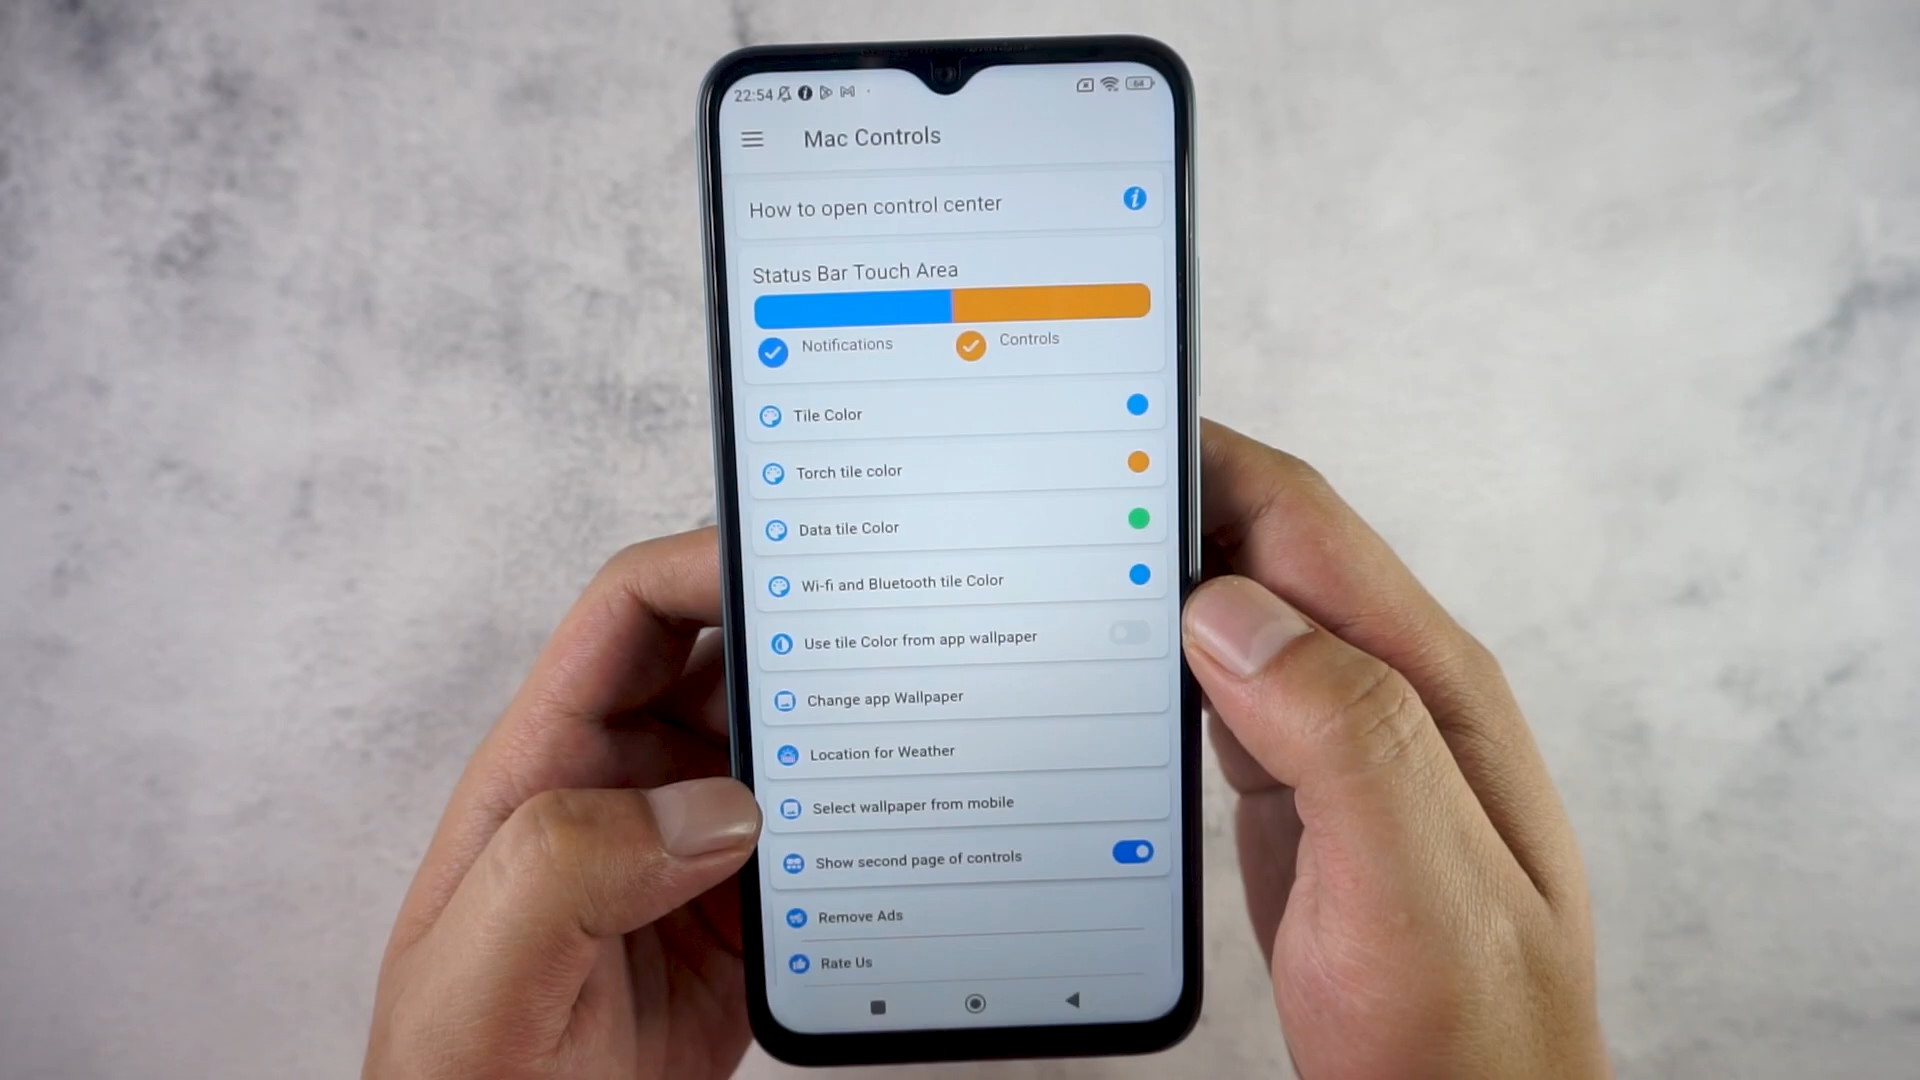 22:54
64
Mac Controls
How to open control center
Status Bar Touch Area
Notifications
Controls
Tile Color
Torch tile color
Data tile Color
Wi-fi and Bluetooth tile Color
Use tile Color from app wallpaper
Change app Wallpaper
Location for Weather
Select wallpaper from mobile
Show second page of controls
Remove Ads
Rate Us